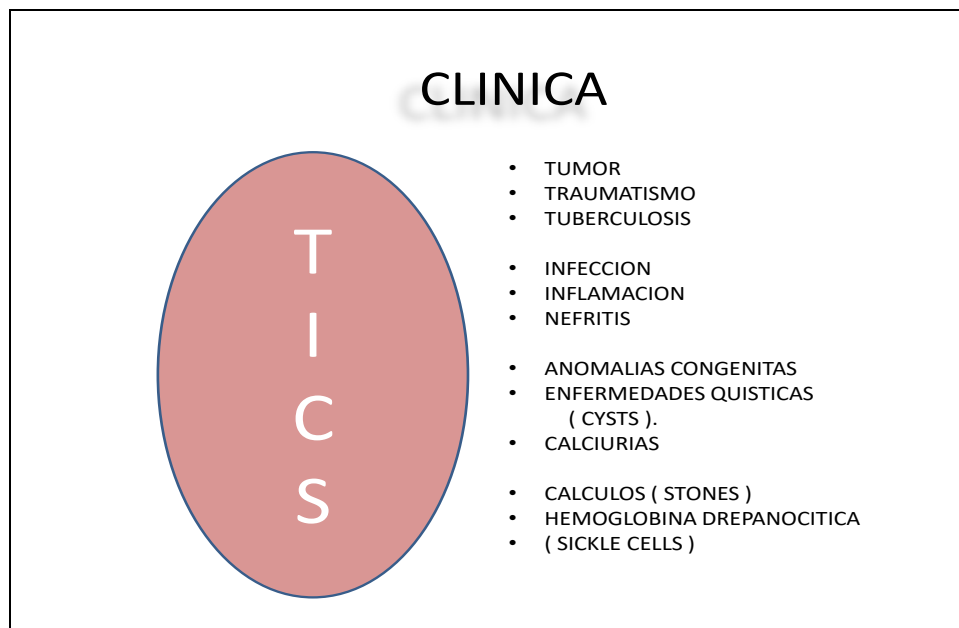 CLINICA
T
I
C
S
• TUMOR
• TRAUMATISMO
• TUBERCULOSIS
• INFECCION
• INFLAMACION
• NEFRITIS
• ANOMALIAS CONGENITAS
• ENFERMEDADES QUISTICAS
( CYSTS ).
• CALCIURIAS
• CALCULOS ( STONES )
• HEMOGLOBINA DREPANOCITICA
• ( SICKLE CELLS )